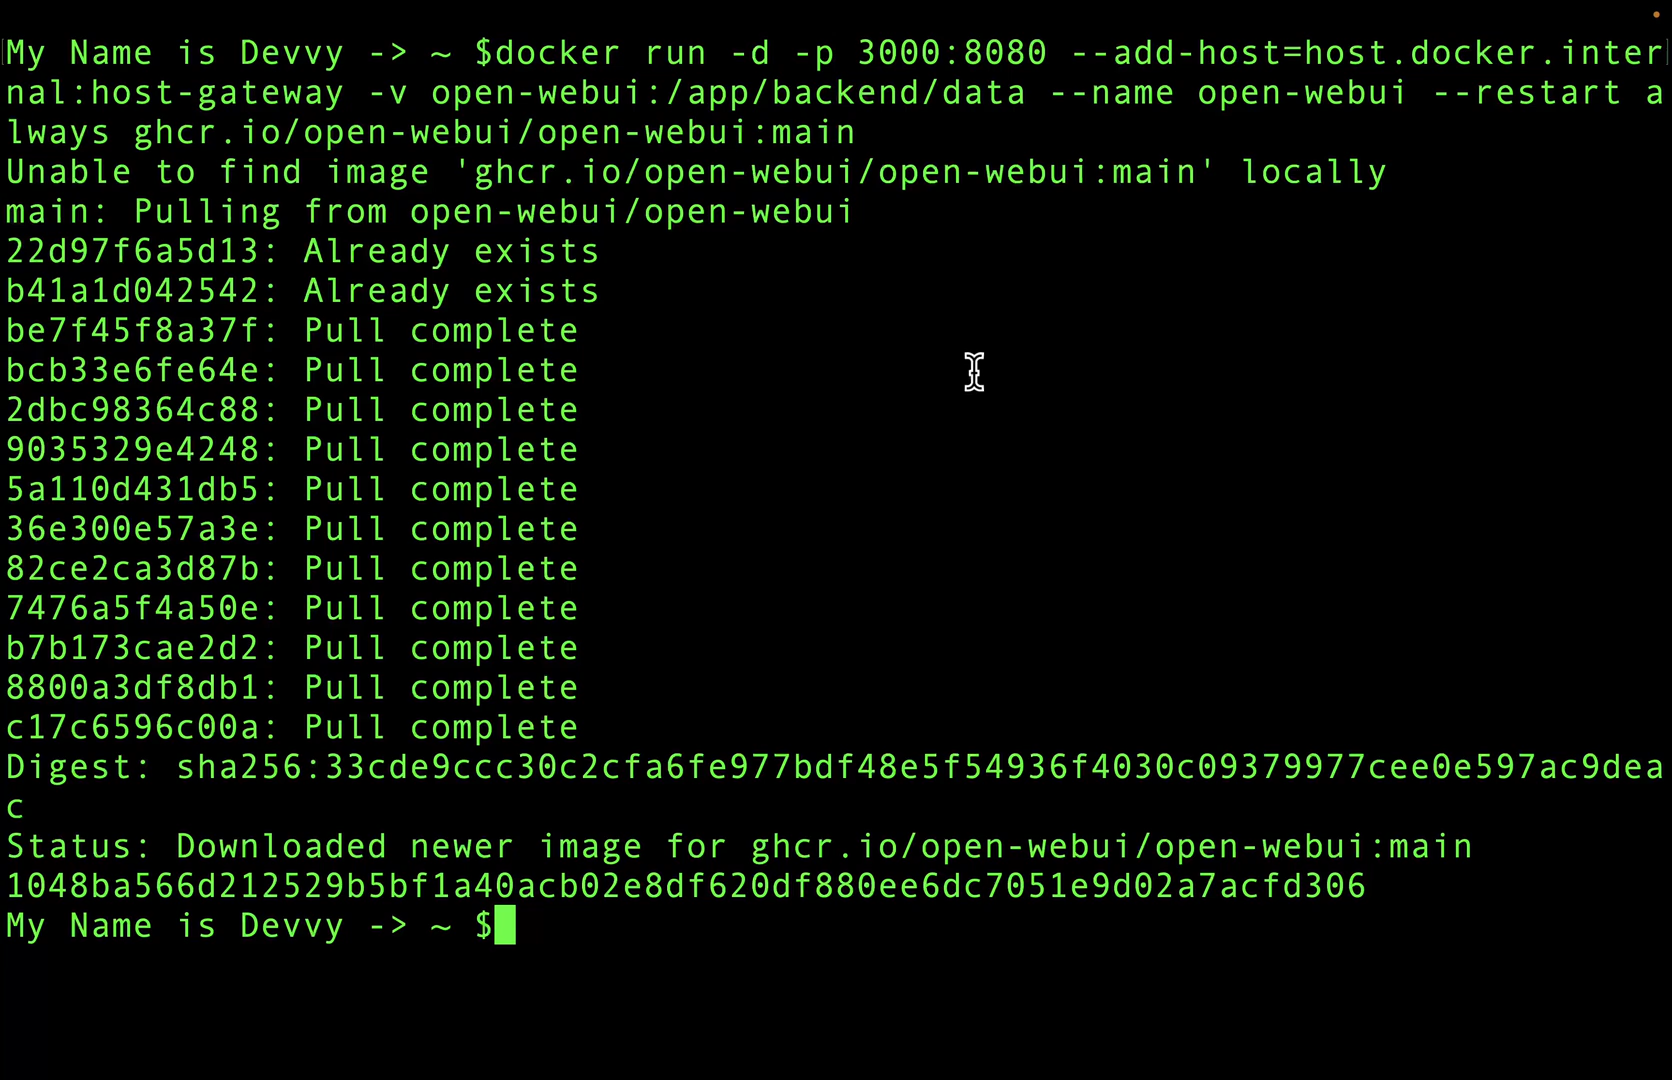 My Name is Devvy -> ~ $docker run -d -p 3000:8080 --add-host=host.docker.inter
nal:host-gateway -v open-webui:/app/backend/data --name open-webui --restart a
lways ghcr.io/open-webui/open-webui:main
Unable to find image 'ghcr.io/open-webui/open-webui:main' locally
main: Pulling from open-webui/open-webui
22d97f6a5d13: Already exists
b41a1d042542: Already exists
be7f45f8a37f: Pull complete
bcb33e6fe64e: Pull complete
2dbc98364c88: Pull complete
9035329e4248: Pull complete
5a110d431db5: Pull complete
36e300e57a3e: Pull complete
82ce2ca3d87b: Pull complete
7476a5f4a50e: Pull complete
b7b173cae2d2: Pull complete
8800a3df8db1: Pull complete
c17c6596c00a: Pull complete
Digest: sha256:33cde9ccc30c2cfa6fe977bdf48e5f54936f4030c09379977cee0e597ac9dea
c
Status: Downloaded newer image for ghcr.io/open-webui/open-webui:main
1048ba566d212529b5bf1a40acb02e8df620df880ee6dc7051e9d02a7acfd306
My Name is Devvy -> ~ $